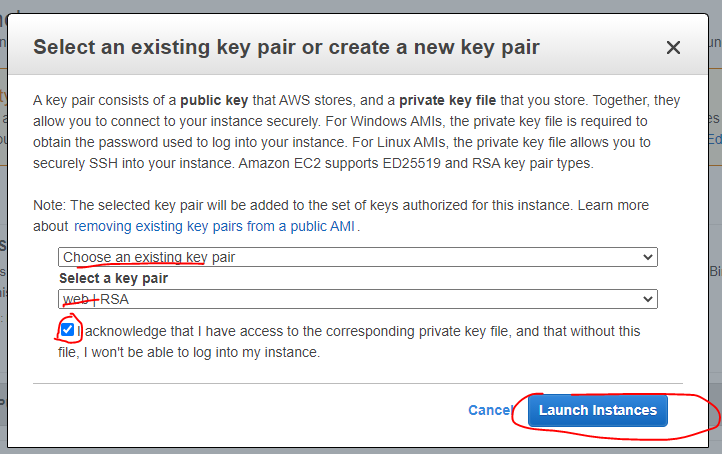 Select an existing key pair or create a new key pair
A key pair consists of a public key that AWS stores, and a private key file that you store. Together, they
allow you to connect to your instance securely. For Windows AMIs, the private key file is required to
obtain the password used to log into your instance. For Linux AMIs, the private key file allows you to
securely SSH into your instance. Amazon EC2 supports ED25519 and RSA key pair types.
Note: The selected key pair will be added to the set of keys authorized for this instance. Learn more
about removing existing key pairs from a public AMI.
Choose an existing key pair
Select a key pair
web | RSA
I acknowledge that I have access to the corresponding private key file, and that without this
file, I won't be able to log into my instance.
Cancel
Launch Instances